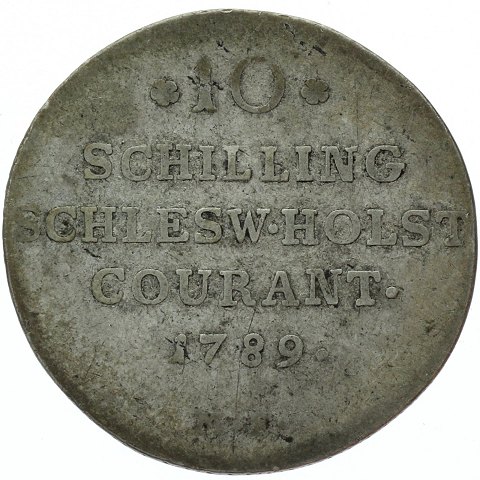 10
SCHILLING
SCHLESW·HOLST
COURANT·
1789·